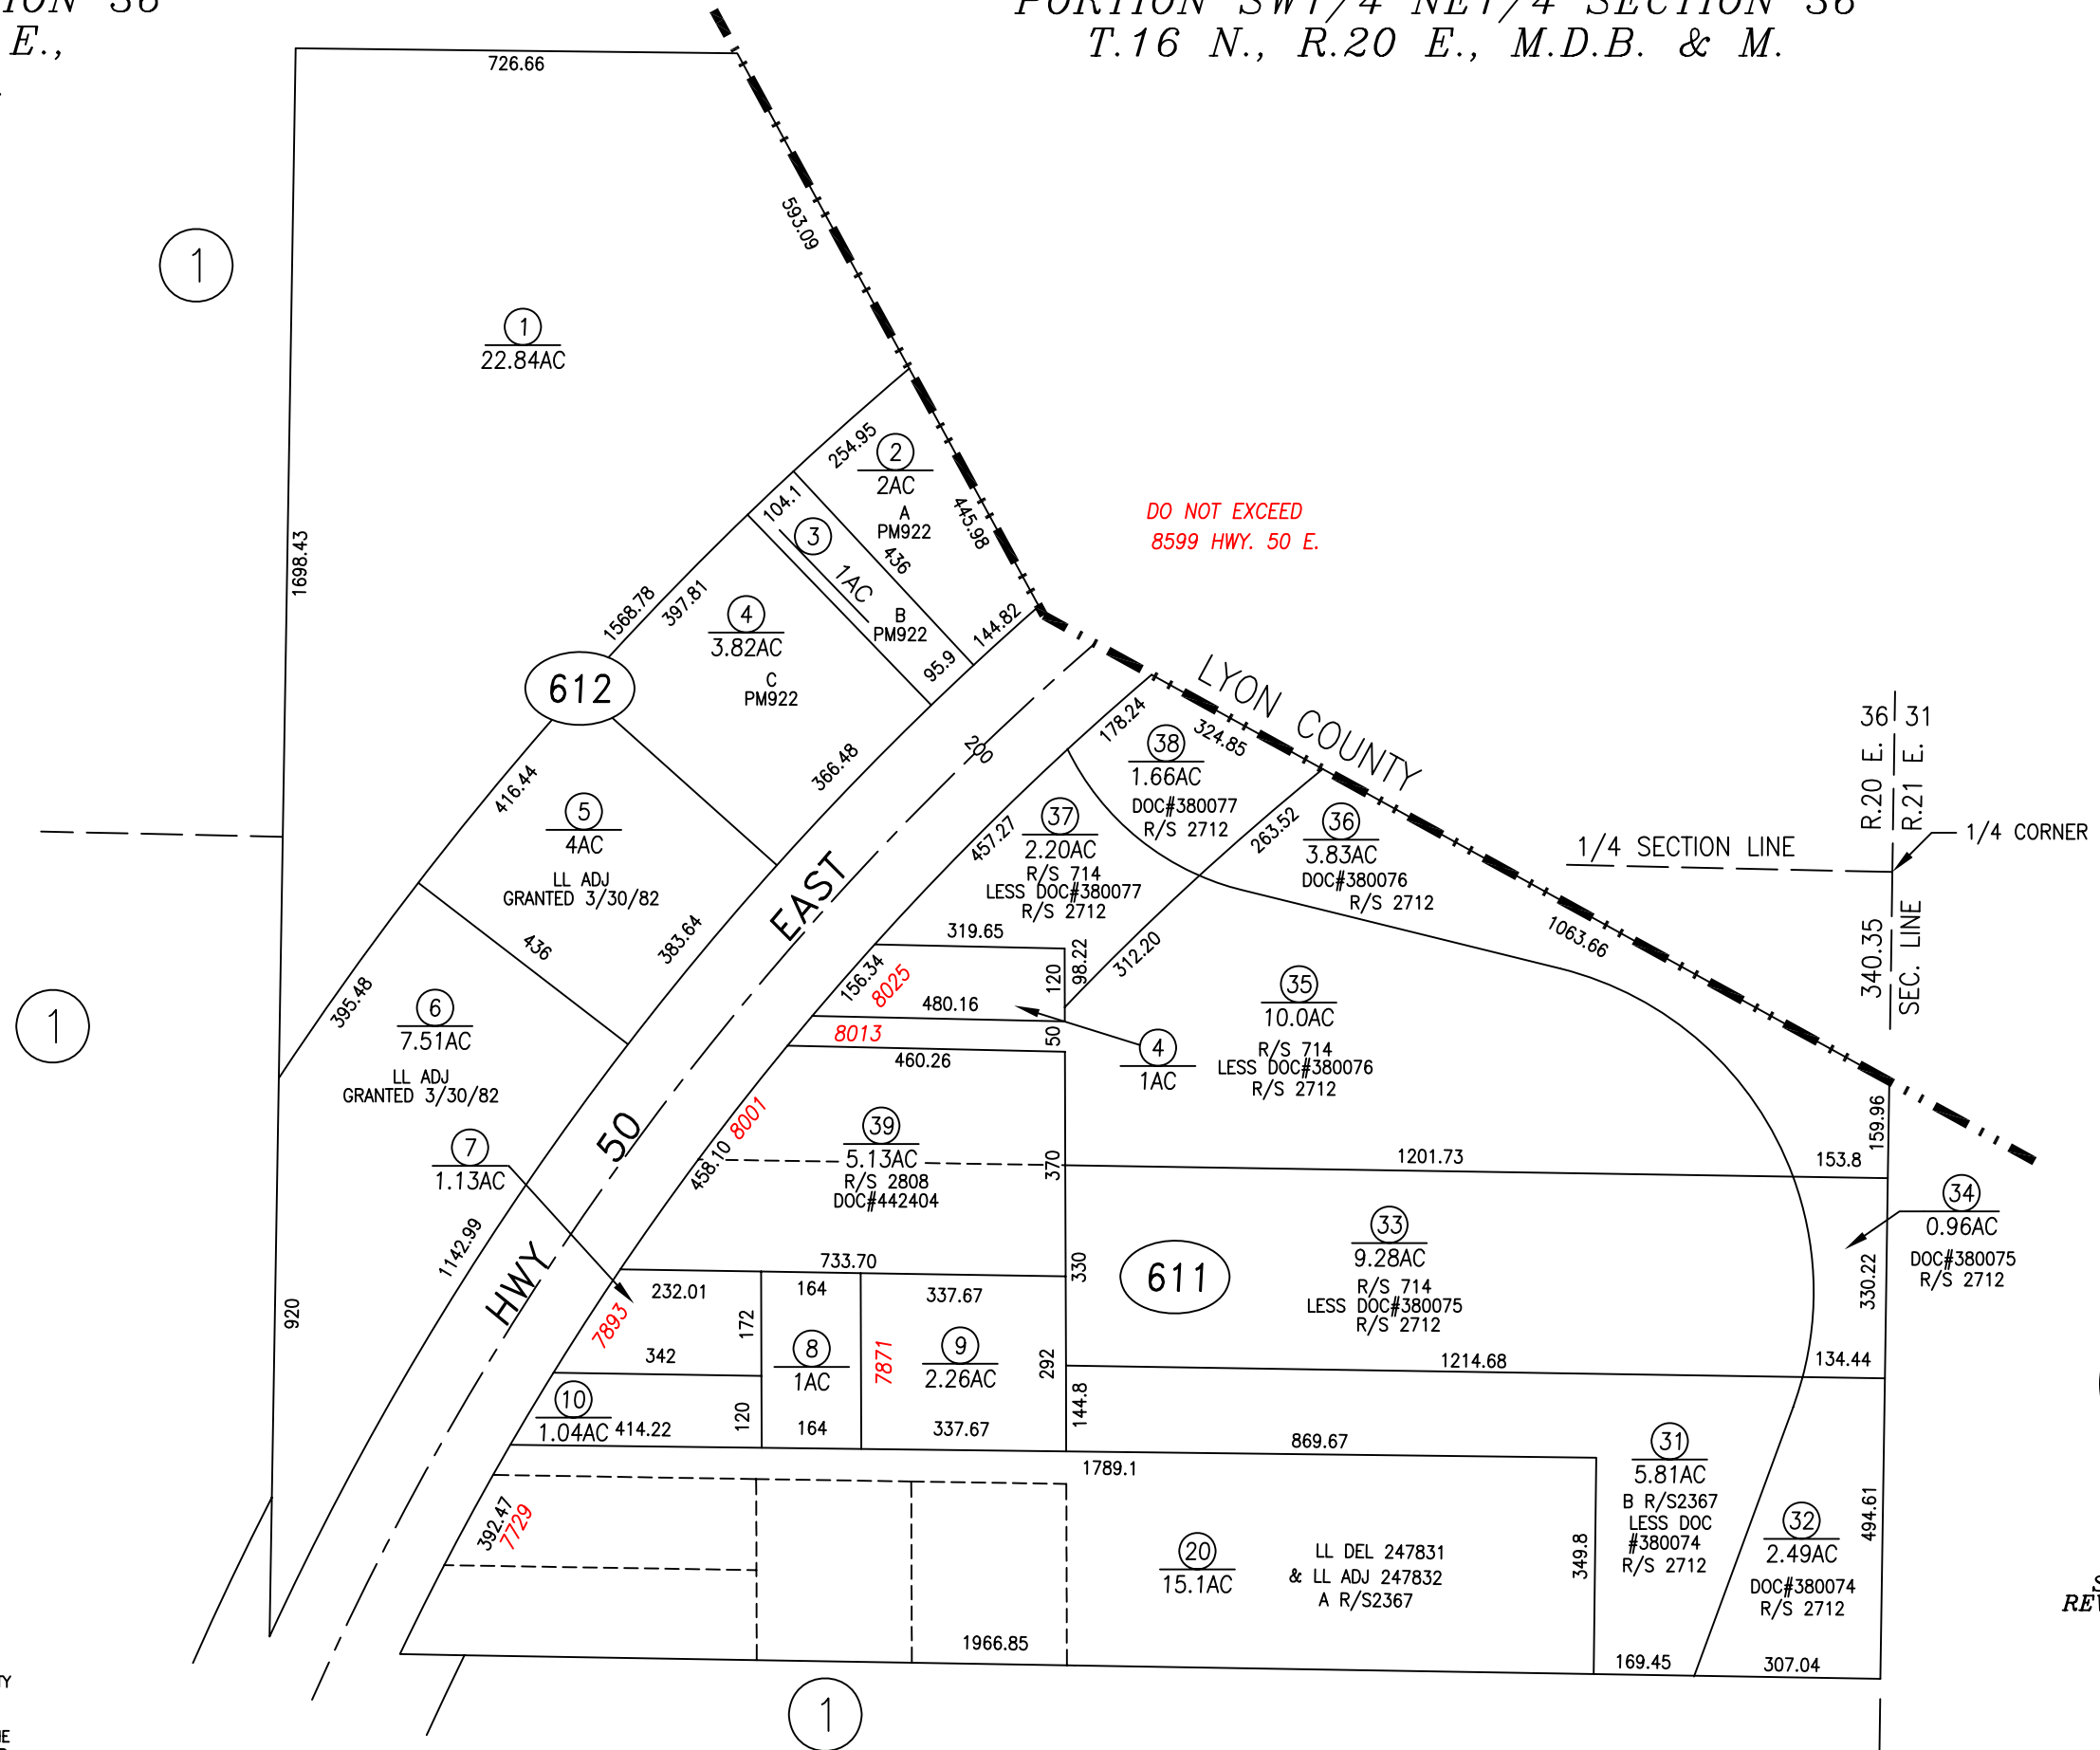 ION 36
E.,
PORTION SW1/4 NE1/4 SECTION 36
T.16 N., R.20 E., M.D.B. & M.
726.66
593.09
1
1
22.84AC
1698.43
254.95
2
2AC
A
PM922
445.98
104.1
3
1AC
436
B
PM922
144.82
95.9
DO NOT EXCEED
8599 HWY. 50 E.
1568.78
397.81
4
3.82AC
C
PM922
612
366.48
200
LYON COUNTY
178.24
38
1.66AC
DOC#380077
R/S 2712
324.85
36 31
R.20 E.
R.21 E.
1/4 CORNER
1/4 SECTION LINE
340.35
SEC. LINE
416.44
5
4AC
LL ADJ
GRANTED 3/30/82
436
383.64
EAST
457.27
37
2.20AC
R/S 714
LESS DOC#380077
R/S 2712
263.52
36
3.83AC
DOC#380076
R/S 2712
1063.66
319.65
98.22
312.20
120
156.34
8025
480.16
8013
50
460.26
4
1AC
35
10.0AC
R/S 714
LESS DOC#380076
R/S 2712
1
395.48
6
7.51AC
LL ADJ
GRANTED 3/30/82
7
1.13AC
50
8001
458.10
39
5.13AC
R/S 2808
DOC#442404
370
1201.73
153.8
159.96
34
0.96AC
DOC#380075
R/S 2712
1142.99
HWY
733.70
330
611
33
9.28AC
R/S 714
LESS DOC#380075
R/S 2712
330.22
920
232.01
164
337.67
7893
172
342
8
1AC
7871
9
2.26AC
292
1214.68
134.44
10
1.04AC
414.22
120
164
337.67
144.8
869.67
1789.1
31
5.81AC
B R/S2367
LESS DOC
#380074
R/S 2712
494.61
392.47
7729
20
15.1AC
LL DEL 247831
& LL ADJ 247832
A R/S2367
349.8
32
2.49AC
DOC#380074
R/S 2712
1966.85
169.45
307.04
1